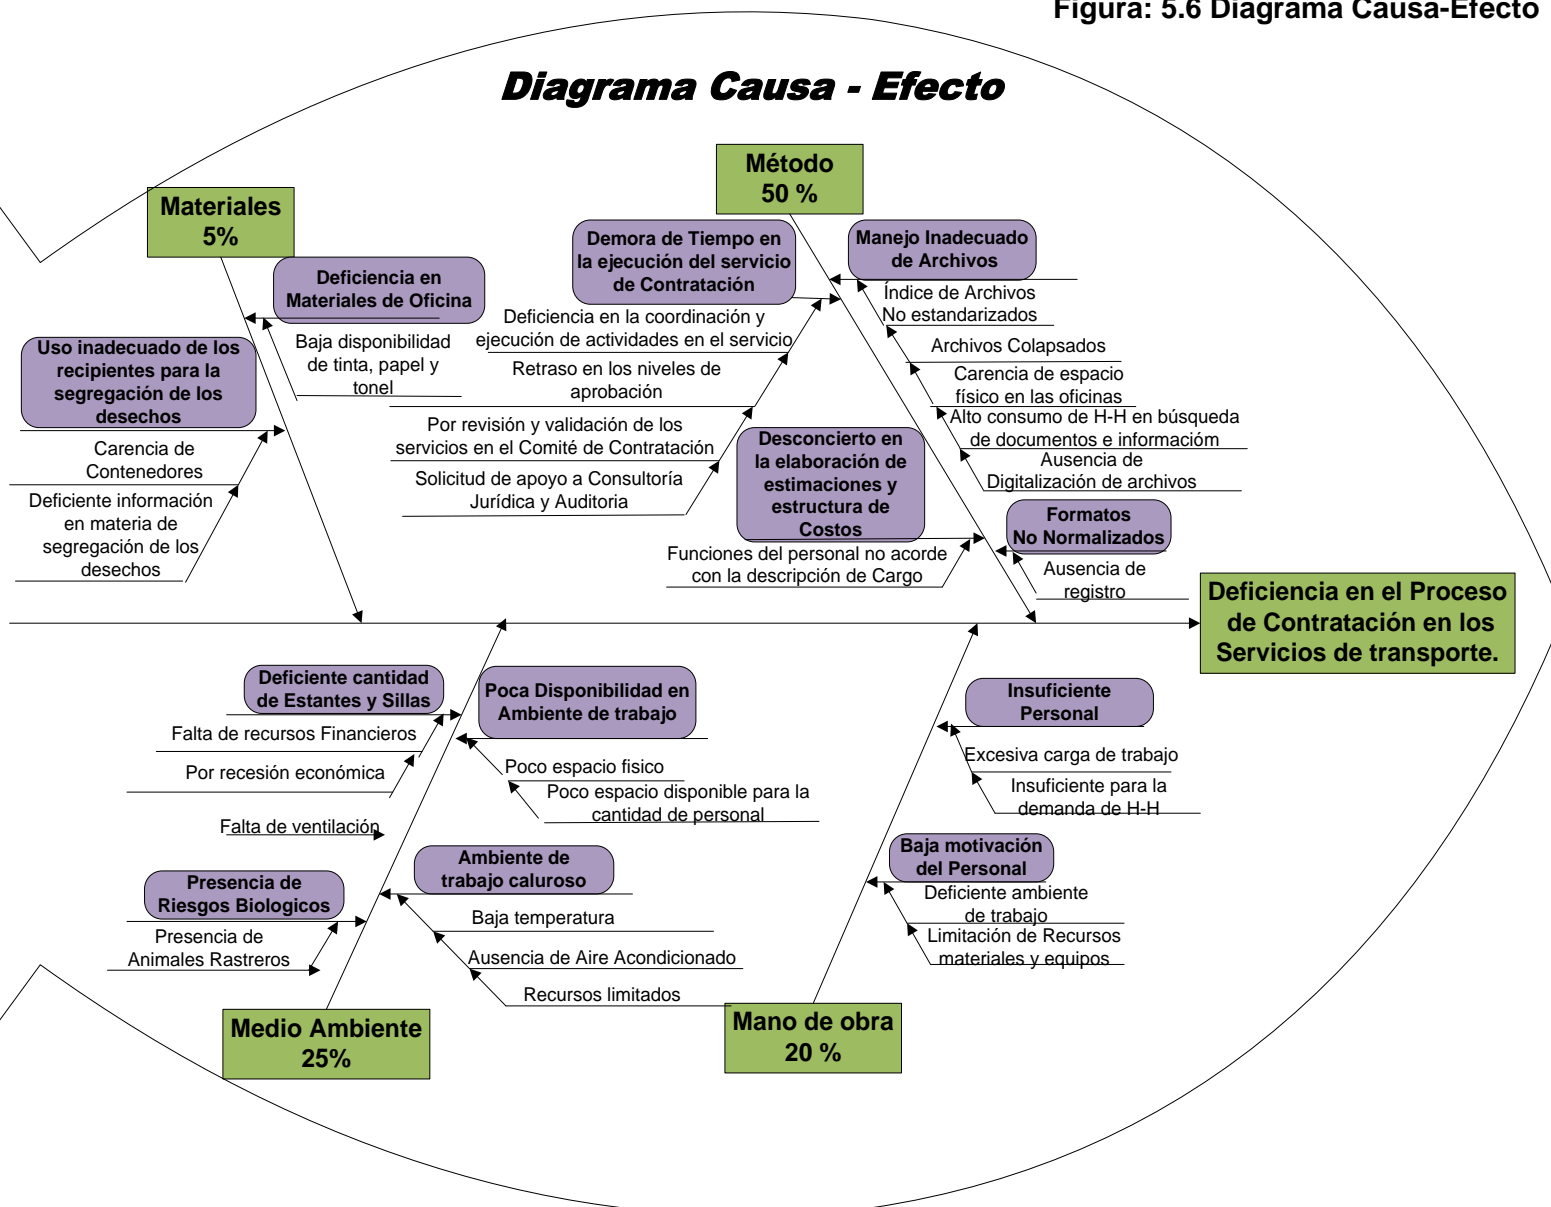 Figura: 5.6 Diagrama Causa-Efecto
Diagrama Causa - Efecto
Materiales
5%
Deficiencia en
Materiales de Oficina
Baja disponibilidad
de tinta, papel y
tonel
Uso inadecuado de los
recipientes para la
segregación de los
desechos
Carencia de
Contenedores
Deficiente información
en materia de
segregación de los
desechos
Método
50 %
Demora de Tiempo en
la ejecución del servicio
de Contratación
Deficiencia en la coordinación y
ejecución de actividades en el servicio
Retraso en los niveles de
aprobación
Por revisión y validación de los
servicios en el Comité de Contratación
Solicitud de apoyo a Consultoría
Jurídica y Auditoria
Manejo Inadecuado
de Archivos
Índice de Archivos
No estandarizados
Archivos Colapsados
Carencia de espacio
físico en las oficinas
Alto consumo de H-H en búsqueda
de documentos e informacióm
Ausencia de
Digitalización de archivos
Desconcierto en
la elaboración de
estimaciones y
estructura de
Costos
Funciones del personal no acorde
con la descripción de Cargo
Formatos
No Normalizados
Ausencia de
registro
Deficiencia en el Proceso
de Contratación en los
Servicios de transporte.
Deficiente cantidad
de Estantes y Sillas
Falta de recursos Financieros
Por recesión económica
Poca Disponibilidad en
Ambiente de trabajo
Poco espacio fisico
Poco espacio disponible para la
cantidad de personal
Falta de ventilación
Presencia de
Riesgos Biologicos
Presencia de
Animales Rastreros
Ambiente de
trabajo caluroso
Baja temperatura
Ausencia de Aire Acondicionado
Recursos limitados
Medio Ambiente
25%
Insuficiente
Personal
Excesiva carga de trabajo
Insuficiente para la
demanda de H-H
Baja motivación
del Personal
Deficiente ambiente
de trabajo
Limitación de Recursos
materiales y equipos
Mano de obra
20 %